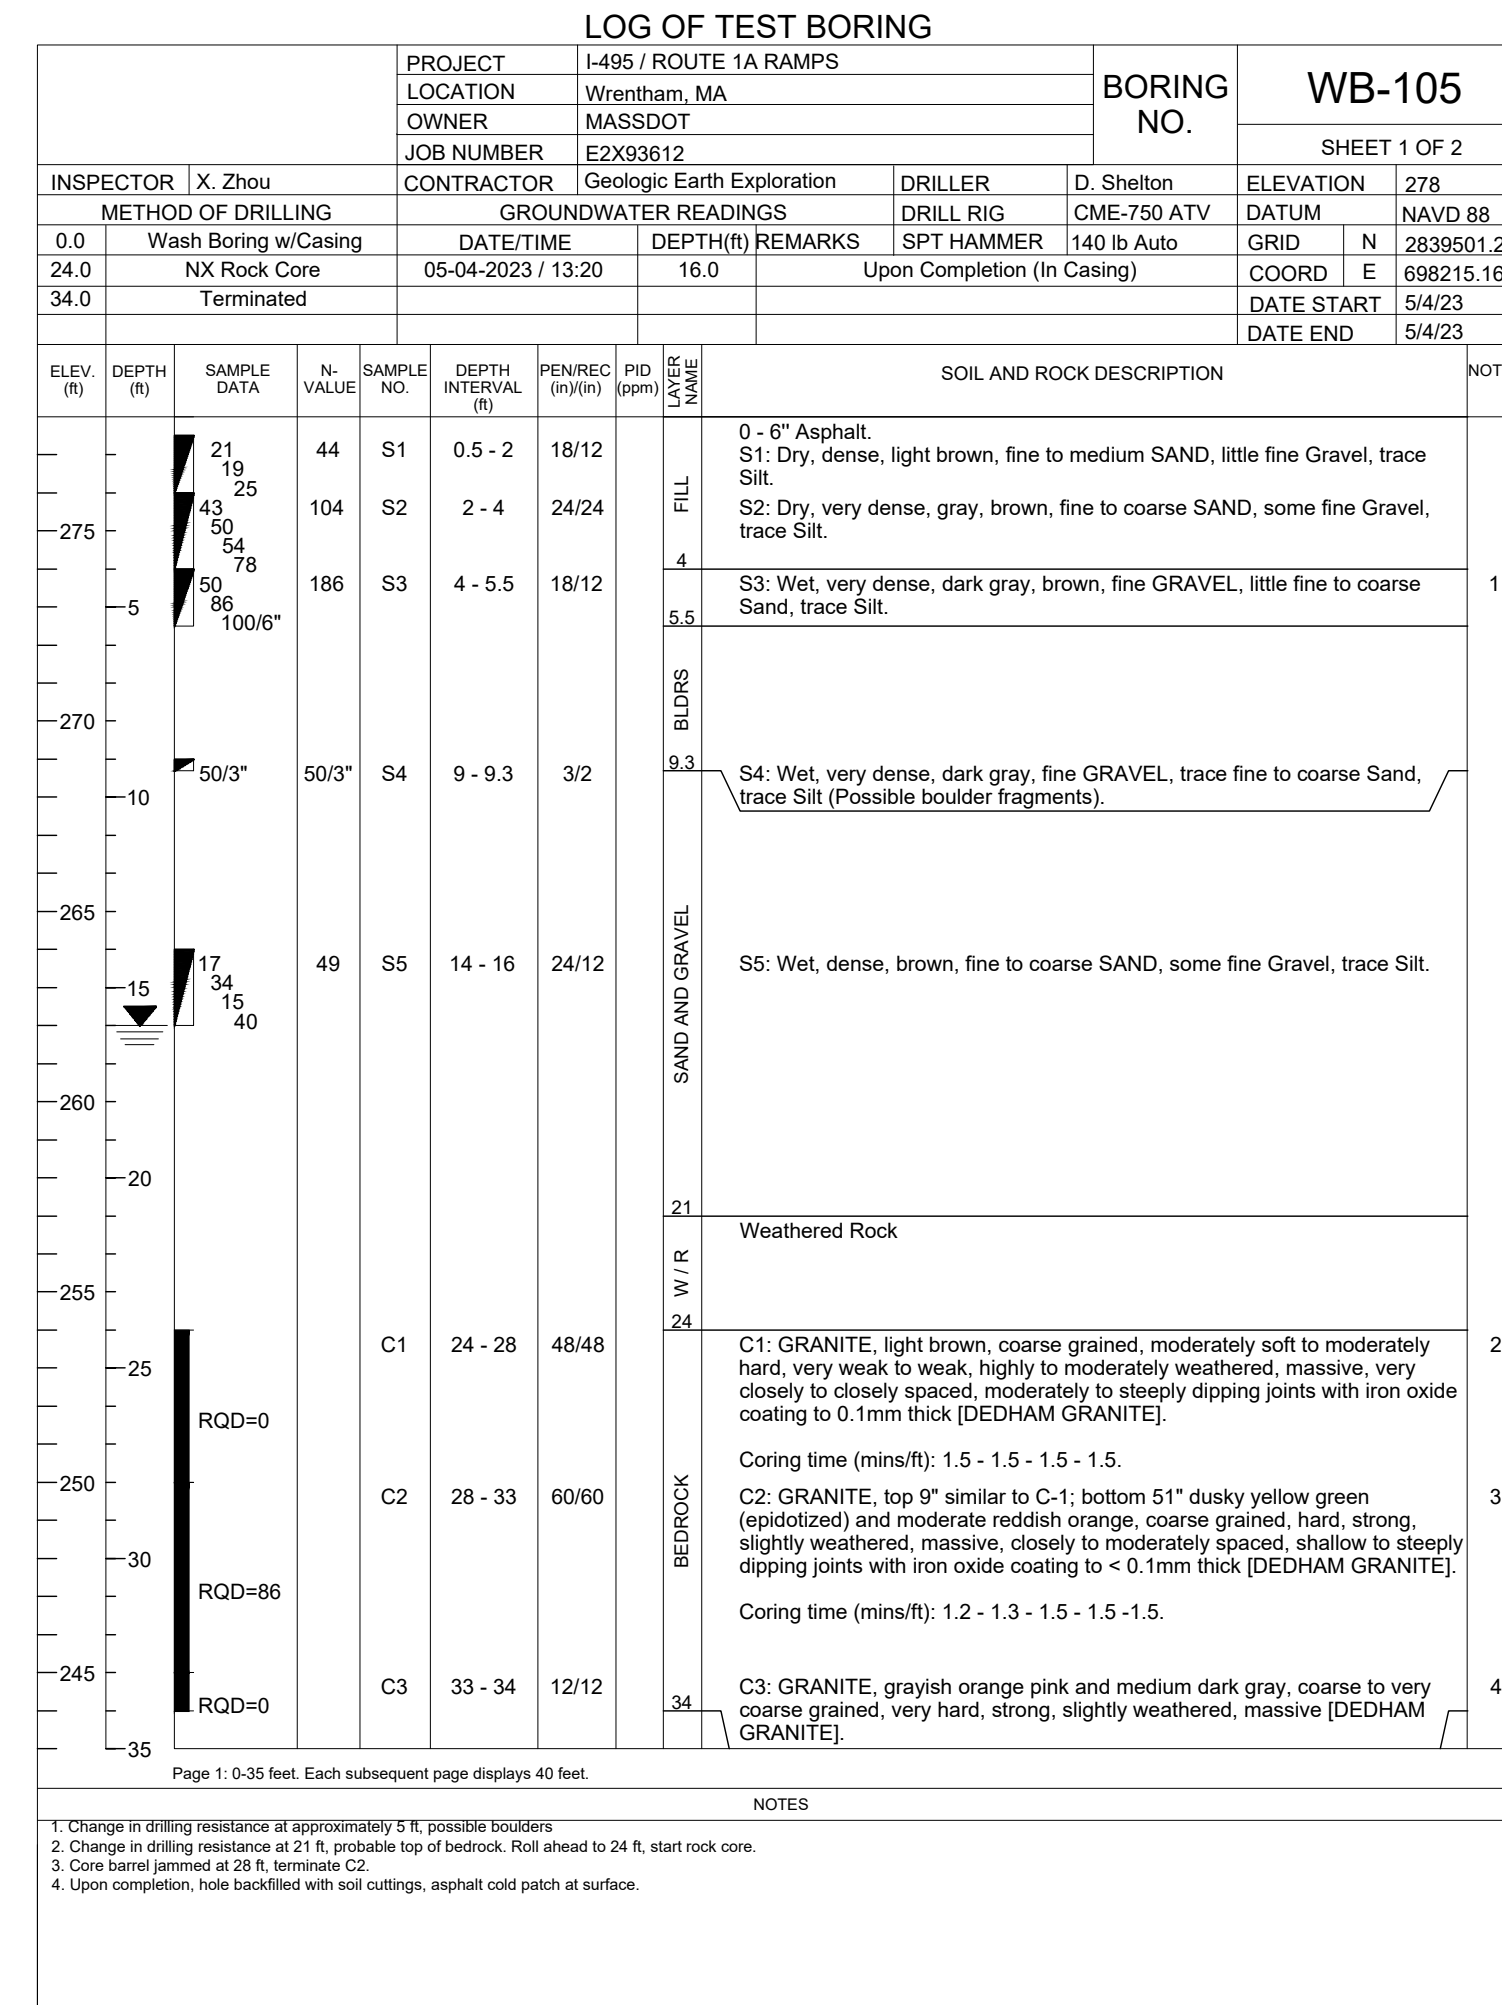 LOG OF TEST BORING
PROJECT I-495 / ROUTE 1A RAMPS
LOCATION Wrentham, MA
OWNER MASSDOT
JOB NUMBER E2X93612
BORING NO.
WB-105
SHEET 1 OF 2
INSPECTOR X. Zhou CONTRACTOR Geologic Earth Exploration DRILLER D. Shelton ELEVATION 278
METHOD OF DRILLING GROUNDWATER READINGS DRILL RIG CME-750 ATV DATUM NAVD 88
0.0 Wash Boring w/Casing DATE/TIME DEPTH(ft) REMARKS SPT HAMMER 140 lb Auto GRID N 2839501.2
24.0 NX Rock Core 05-04-2023 / 13:20 16.0 Upon Completion (In Casing) COORD E 698215.16
34.0 Terminated DATE START 5/4/23
DATE END 5/4/23
ELEV. (ft) DEPTH (ft) SAMPLE DATA N-VALUE SAMPLE NO. DEPTH INTERVAL (ft) PEN/REC (in)/(in) PID (ppm) LAYER NAME SOIL AND ROCK DESCRIPTION NOT
0 - 6" Asphalt.
21 44 S1 0.5 - 2 18/12 S1: Dry, dense, light brown, fine to medium SAND, little fine Gravel, trace
19 Silt.
25
FILL
43 104 S2 2 - 4 24/24 S2: Dry, very dense, gray, brown, fine to coarse SAND, some fine Gravel,
275 50 trace Silt.
54
78 4
50 186 S3 4 - 5.5 18/12 S3: Wet, very dense, dark gray, brown, fine GRAVEL, little fine to coarse 1
5 86 Sand, trace Silt.
100/6" 5.5
BLDRS
270
9.3
50/3" 50/3" S4 9 - 9.3 3/2 S4: Wet, very dense, dark gray, fine GRAVEL, trace fine to coarse Sand,
10 trace Silt (Possible boulder fragments).
265
SAND AND GRAVEL
17 49 S5 14 - 16 24/12 S5: Wet, dense, brown, fine to coarse SAND, some fine Gravel, trace Silt.
15 34
15
40
260
20
21
Weathered Rock
W / R
255
24
C1 24 - 28 48/48 C1: GRANITE, light brown, coarse grained, moderately soft to moderately 2
25 hard, very weak to weak, highly to moderately weathered, massive, very
closely to closely spaced, moderately to steeply dipping joints with iron oxide
RQD=0 coating to 0.1mm thick [DEDHAM GRANITE].
Coring time (mins/ft): 1.5 - 1.5 - 1.5 - 1.5.
250
BEDROCK
C2 28 - 33 60/60 C2: GRANITE, top 9" similar to C-1; bottom 51" dusky yellow green 3
(epidotized) and moderate reddish orange, coarse grained, hard, strong,
slightly weathered, massive, closely to moderately spaced, shallow to steeply
30 dipping joints with iron oxide coating to < 0.1mm thick [DEDHAM GRANITE].
RQD=86
Coring time (mins/ft): 1.2 - 1.3 - 1.5 - 1.5 -1.5.
245
C3 33 - 34 12/12 C3: GRANITE, grayish orange pink and medium dark gray, coarse to very 4
RQD=0 34 coarse grained, very hard, strong, slightly weathered, massive [DEDHAM
GRANITE].
35
Page 1: 0-35 feet. Each subsequent page displays 40 feet.
NOTES
1. Change in drilling resistance at approximately 5 ft, possible boulders
2. Change in drilling resistance at 21 ft, probable top of bedrock. Roll ahead to 24 ft, start rock core.
3. Core barrel jammed at 28 ft, terminate C2.
4. Upon completion, hole backfilled with soil cuttings, asphalt cold patch at surface.